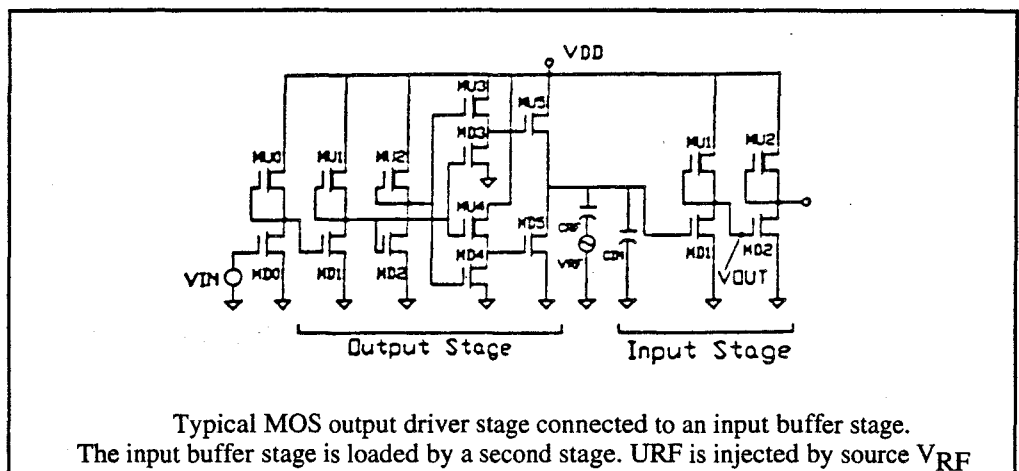 VDD
MU3
MU5
MD3
MU0
MU1
MU2
MU1
MU2
MU4
CRF
MD5
MD4
CIN
VRF
VIN
MD0
MD1
MD2
MD1
MD2
VOUT
Output Stage
Input Stage
Typical MOS output driver stage connected to an input buffer stage.
The input buffer stage is loaded by a second stage. URF is injected by source VRF